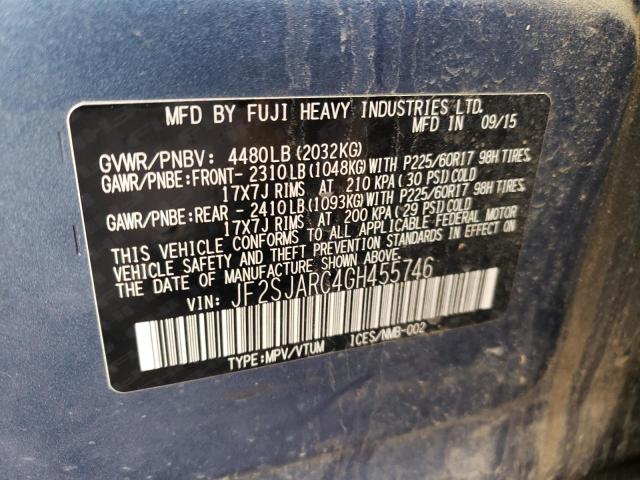 MFD BY FUJI HEAVY INDUSTRIES LTD.
MFD IN 09/15
GVWR/PNBV: 4480LB (2032KG)
GAWR/PNBE:FRONT-2310LB(1048KG)WITH P225/60R17 98H TIRES,
17X7J RIMS AT 210 KPA (30 PSI)COLD
GAWR/PNBE:REAR -2410LB(1093KG)WITH P225/60R17 98H TIRES,
17X7J RIMS AT 200 KPA (29 PSI)COLD
THIS VEHICLE CONFORMS TO ALL APPLICABLE FEDERAL MOTOR
VEHICLE SAFETY AND THEFT PREVENTION STANDARDS IN EFFECT ON
THE DATE OF MANUFACTURE SHOWN ABOVE.
VIN: JF2SJARC4GH455746
TYPE:MPV/VTUM ICES/NMB-002